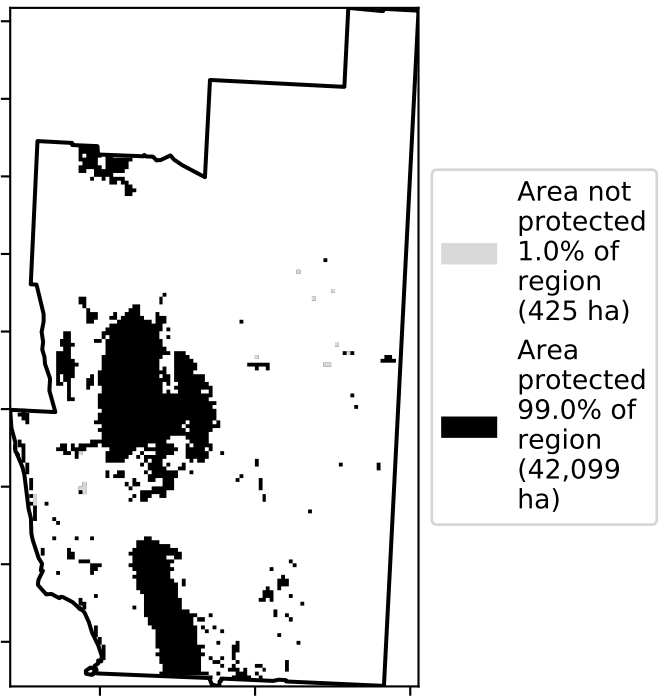 Area not
protected
1.0% of
region
(425 ha)
Area
protected
99.0% of
region
(42,099
ha)